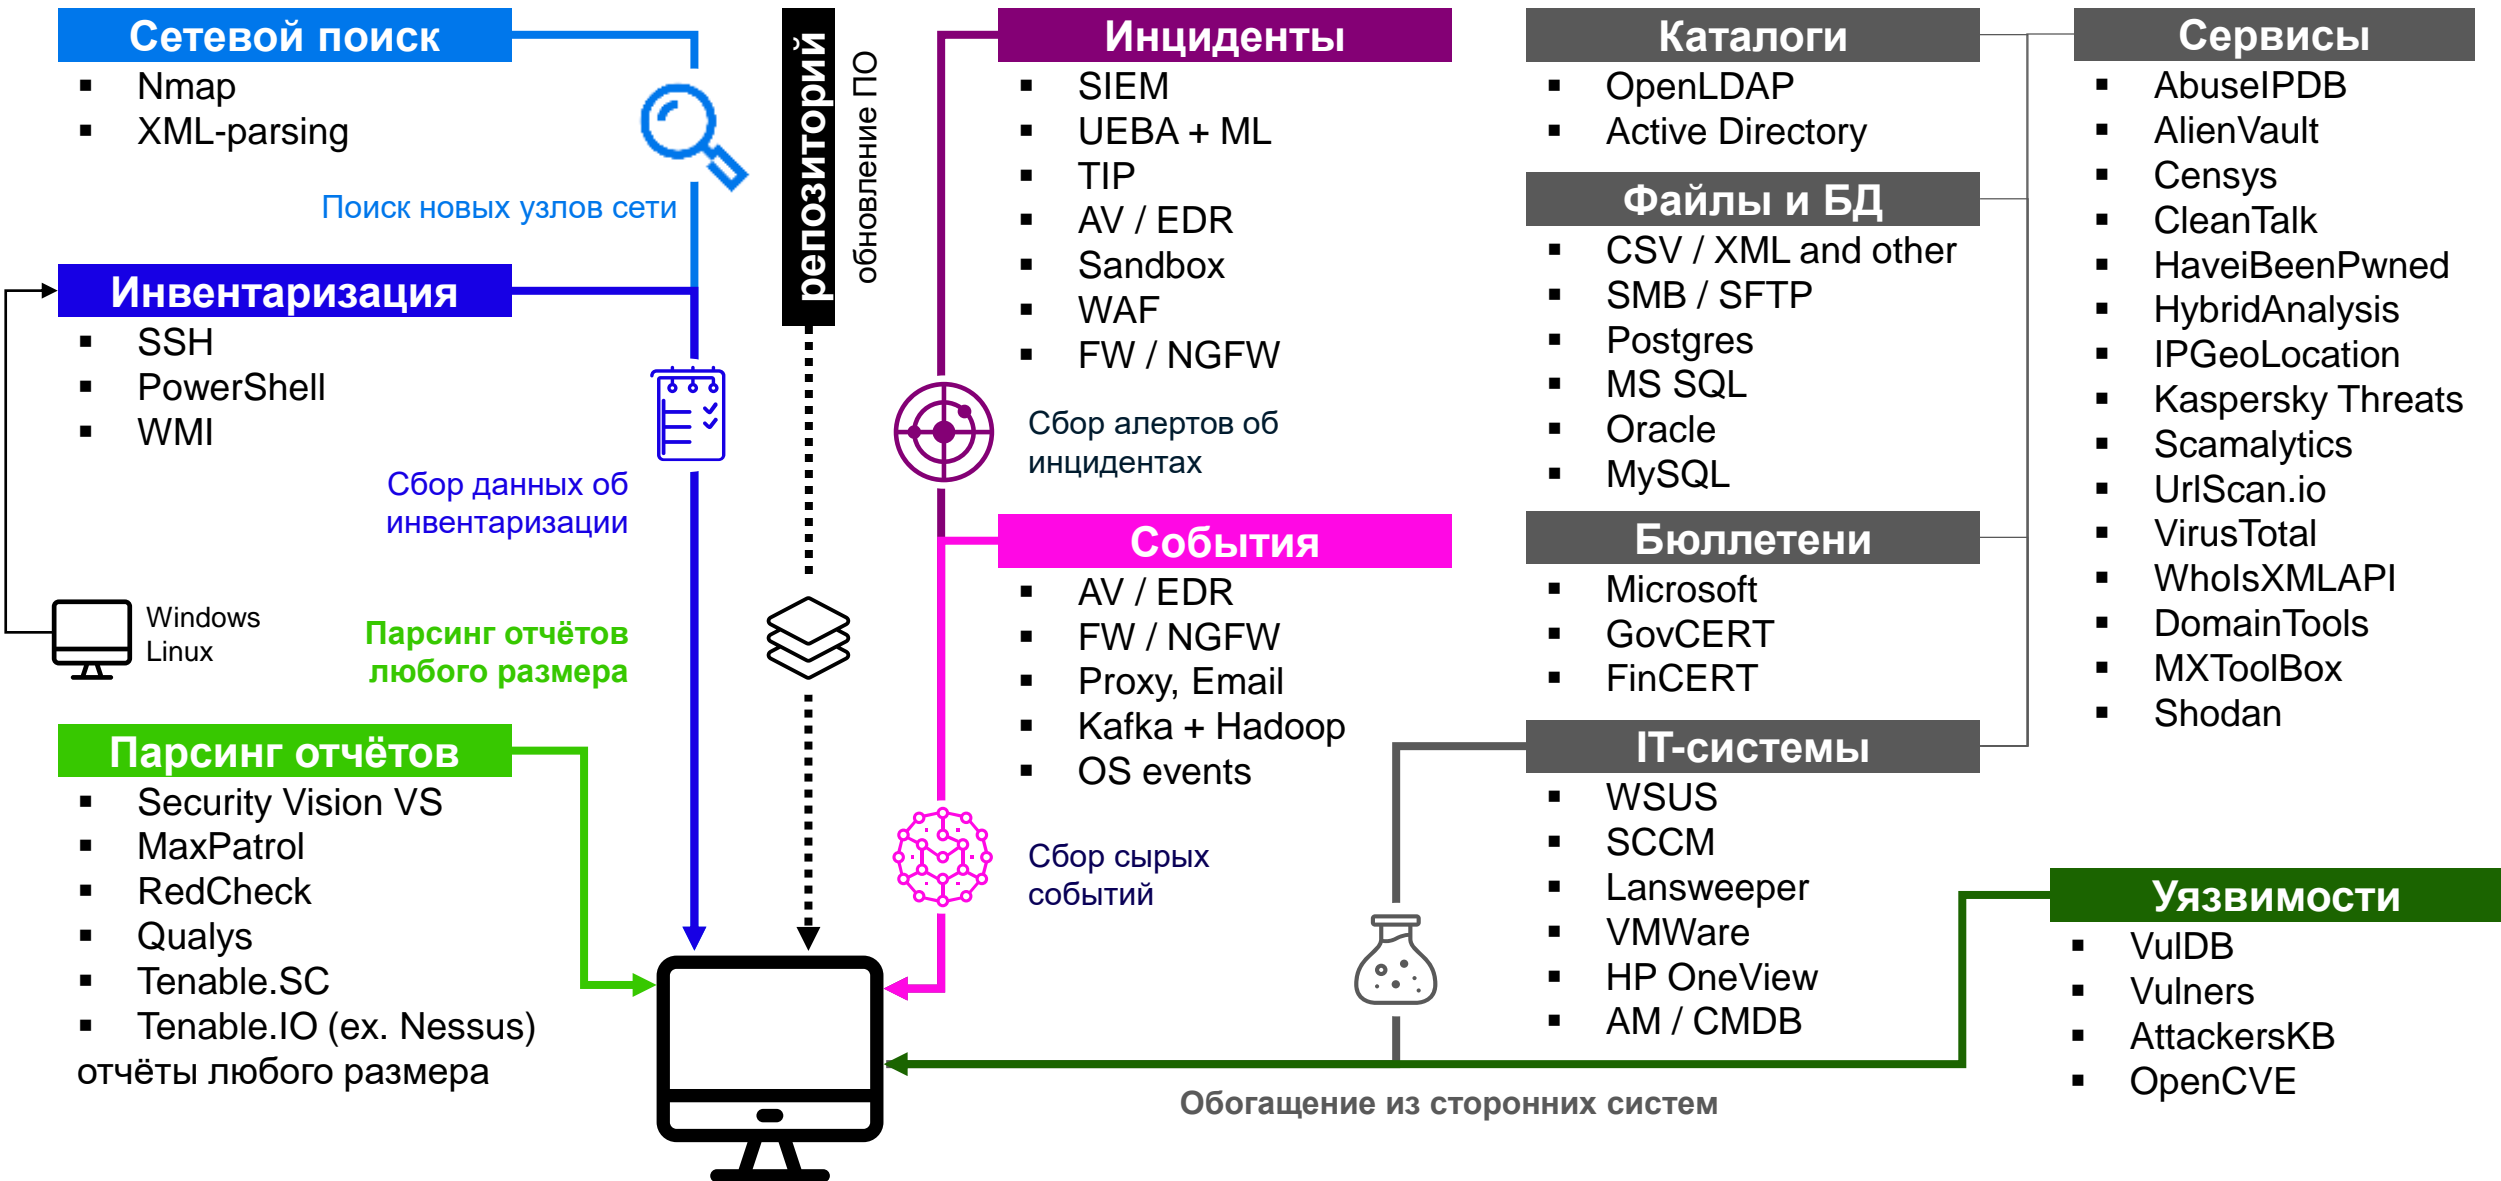 Сетевой поиск
Nmap
XML-parsing
Поиск новых узлов сети
Инвентаризация
SSH
PowerShell
WMI
Сбор данных об
инвентаризации
Windows
Linux
Парсинг отчётов
любого размера
Парсинг отчётов
Security Vision VS
MaxPatrol
RedCheck
Qualys
Tenable.SC
Tenable.IO (ex. Nessus)
отчёты любого размера
репозиторий
обновление ПО
Инциденты
SIEM
UEBA + ML
TIP
AV / EDR
Sandbox
WAF
FW / NGFW
Сбор алертов об
инцидентах
События
AV / EDR
FW / NGFW
Proxy, Email
Kafka + Hadoop
OS events
Сбор сырых
событий
Каталоги
OpenLDAP
Active Directory
Файлы и БД
CSV / XML and other
SMB / SFTP
Postgres
MS SQL
Oracle
MySQL
Бюллетени
Microsoft
GovCERT
FinCERT
IT-системы
WSUS
SCCM
Lansweeper
VMWare
HP OneView
AM / CMDB
Обогащение из сторонних систем
Сервисы
AbuseIPDB
AlienVault
Censys
CleanTalk
HaveiBeenPwned
HybridAnalysis
IPGeoLocation
Kaspersky Threats
Scamalytics
UrlScan.io
VirusTotal
WhoIsXMLAPI
DomainTools
MXToolBox
Shodan
Уязвимости
VulDB
Vulners
AttackersKB
OpenCVE